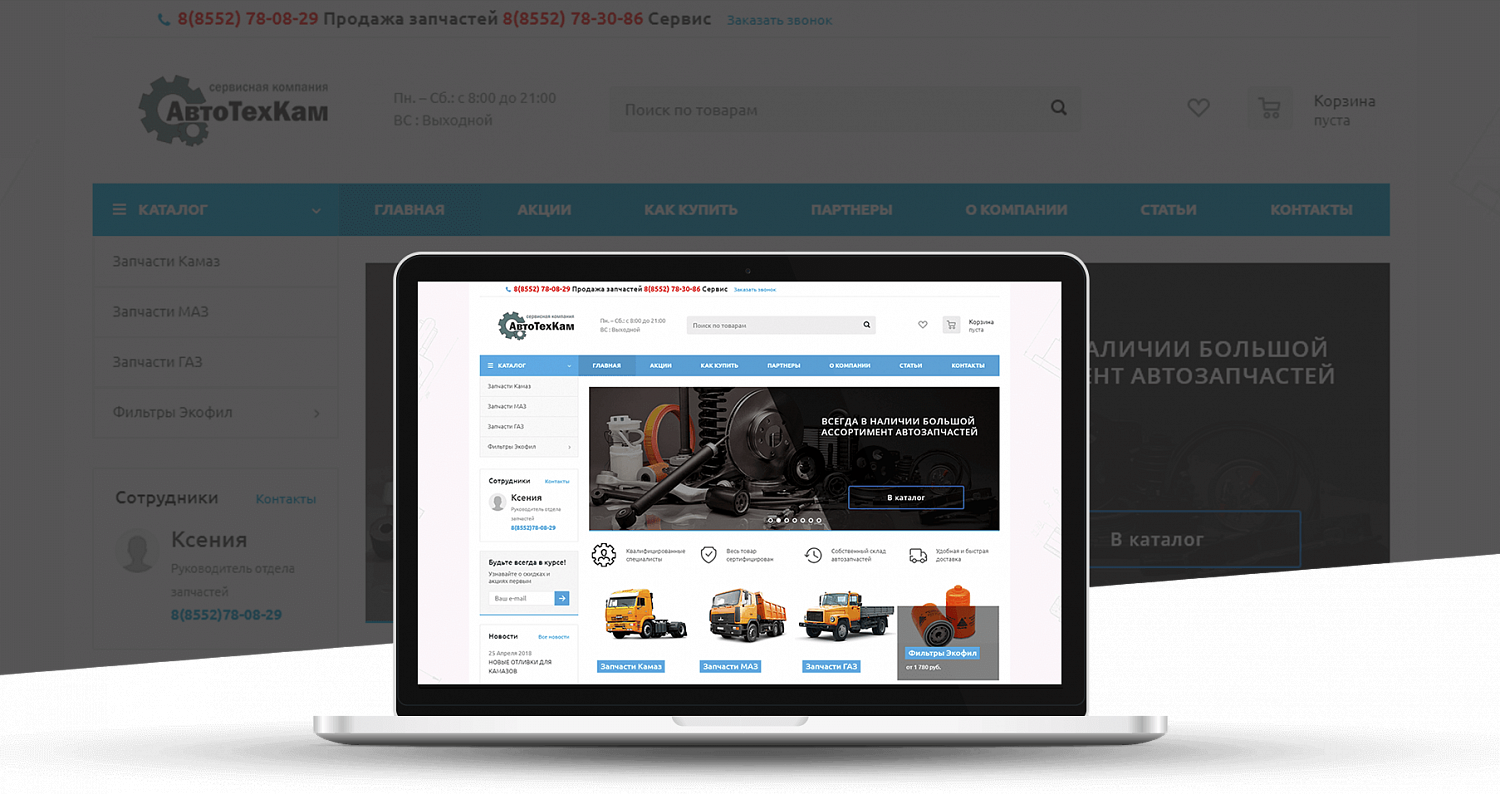 8(8552) 78-08-29 Продажа запчастей 8(8552) 78-30-86 Сервис Заказать звонок
сервисная компания
АвтоТехКам
Пн. – Сб.: с 8:00 до 21:00
ВС : Выходной
Поиск по товарам
Корзина
пуста
КАТАЛОГ ГЛАВНАЯ АКЦИИ КАК КУПИТЬ ПАРТНЕРЫ О КОМПАНИИ СТАТЬИ КОНТАКТЫ
Запчасти Камаз
Запчасти МАЗ
Запчасти ГАЗ
Фильтры Экофил
Сотрудники Контакты
Ксения
Руководитель отдела
запчастей
8(8552)78-08-29
АЛИЧИИ БОЛЬШОЙ
ЕНТ АВТОЗАПЧАСТЕЙ
В каталог
8(8552) 78-08-29 Продажа запчастей 8(8552) 78-30-86 Сервис Заказать звонок
сервисная компания
АвтоТехКам
Пн. – Сб.: с 8:00 до 21:00
ВС : Выходной
Поиск по товарам
Корзина
пуста
КАТАЛОГ ГЛАВНАЯ АКЦИИ КАК КУПИТЬ ПАРТНЕРЫ О КОМПАНИИ СТАТЬИ КОНТАКТЫ
Запчасти Камаз
Запчасти МАЗ
Запчасти ГАЗ
Фильтры Экофил
ВСЕГДА В НАЛИЧИИ БОЛЬШОЙ
АССОРТИМЕНТ АВТОЗАПЧАСТЕЙ
В каталог
Сотрудники Контакты
Ксения
Руководитель отдела
запчастей
8(8552)78-08-29
Квалифицированные
специалисты
Весь товар
сертифицирован
Собственный склад
автозапчастей
Удобная и быстрая
доставка
Будьте всегда в курсе!
Узнавайте о скидках и
акциях первым
Ваш e-mail
Новости Все новости
25 Апреля 2018
НОВЫЕ ОТЛИВКИ ДЛЯ
КАМАЗОВ
Запчасти Камаз
Запчасти МАЗ
Запчасти ГАЗ
Фильтры Экофил
от 1 780 руб.